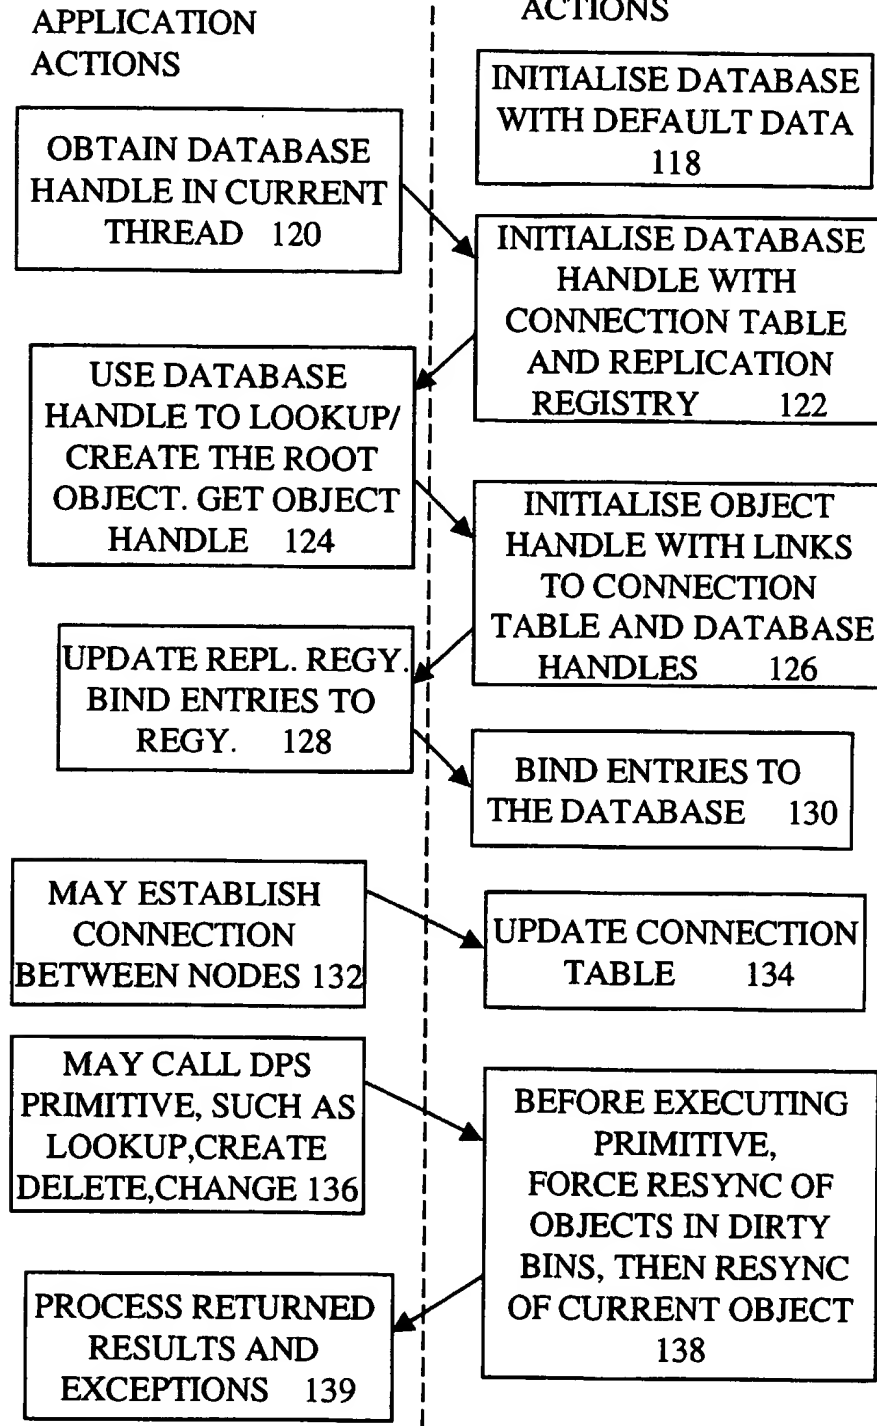 APPLICATION
ACTIONS
ACTIONS
INITIALISE DATABASE
WITH DEFAULT DATA
118
OBTAIN DATABASE
HANDLE IN CURRENT
THREAD 120
INITIALISE DATABASE
HANDLE WITH
CONNECTION TABLE
AND REPLICATION
REGISTRY 122
USE DATABASE
HANDLE TO LOOKUP/
CREATE THE ROOT
OBJECT. GET OBJECT
HANDLE 124
INITIALISE OBJECT
HANDLE WITH LINKS
TO CONNECTION
TABLE AND DATABASE
HANDLES 126
UPDATE REPL. REGY.
BIND ENTRIES TO
REGY. 128
BIND ENTRIES TO
THE DATABASE 130
MAY ESTABLISH
CONNECTION
BETWEEN NODES 132
UPDATE CONNECTION
TABLE 134
MAY CALL DPS
PRIMITIVE, SUCH AS
LOOKUP,CREATE
DELETE,CHANGE 136
BEFORE EXECUTING
PRIMITIVE,
FORCE RESYNC OF
OBJECTS IN DIRTY
BINS, THEN RESYNC
OF CURRENT OBJECT
138
PROCESS RETURNED
RESULTS AND
EXCEPTIONS 139